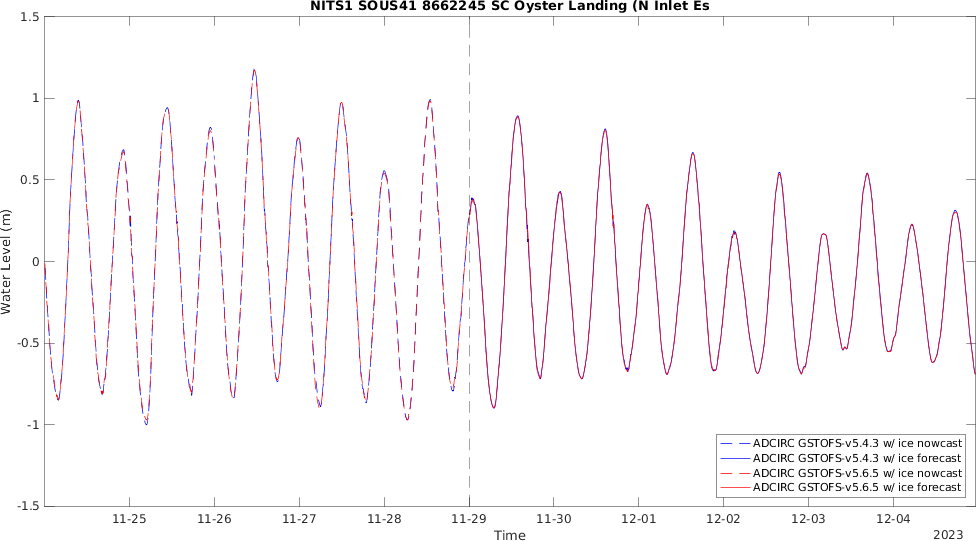 NITS1 SOUS41 8662245 SC Oyster Landing (N Inlet Es
1.5
1
0.5
0
-0.5
-1
-1.5
Water Level (m)
11-25
11-26
11-27
11-28
11-29
11-30
12-01
12-02
12-03
12-04
Time
2023
ADCIRC GSTOFS-v5.4.3 w/ ice nowcast
ADCIRC GSTOFS-v5.4.3 w/ ice forecast
ADCIRC GSTOFS-v5.6.5 w/ ice nowcast
ADCIRC GSTOFS-v5.6.5 w/ ice forecast